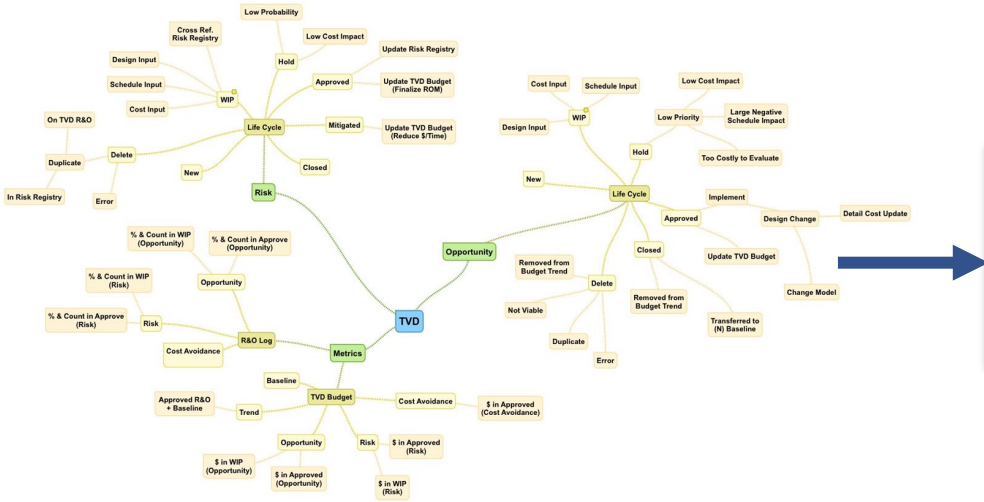 Low Probability
Cross Ref.
Risk Registry
Low Cost Impact
Hold
Update Risk Registry
Design Input
Approved
Update TVD Budget
(Finalize ROM)
Schedule Input
WIP
Cost Input
On TVD R&O
Life Cycle
Mitigated
Update TVD Budget
(Reduce $/Time)
Delete
Duplicate
New
Closed
In Risk Registry
Error
Risk
Cost Input
Schedule Input
Low Cost Impact
WIP
Low Priority
Large Negative
Schedule Impact
Design Input
Hold
Too Costly to Evaluate
New
Life Cycle
Implement
Approved
Design Change
Detail Cost Update
Opportunity
Closed
Update TVD Budget
Removed from
Budget Trend
Delete
Removed from
Budget Trend
Change Model
Not Viable
Transferred to
(N) Baseline
Duplicate
Error
% & Count in WIP
(Opportunity)
% & Count in Approve
(Opportunity)
% & Count in WIP
(Risk)
Opportunity
% & Count in Approve
(Risk)
Risk
TVD
R&O Log
Cost Avoidance
Metrics
Baseline
TVD Budget
Approved R&O
+ Baseline
Trend
Cost Avoidance
$ in Approved
(Cost Avoidance)
Opportunity
Risk
$ in Approved
(Risk)
$ in WIP
(Opportunity)
$ in Approved
(Opportunity)
$ in WIP
(Risk)